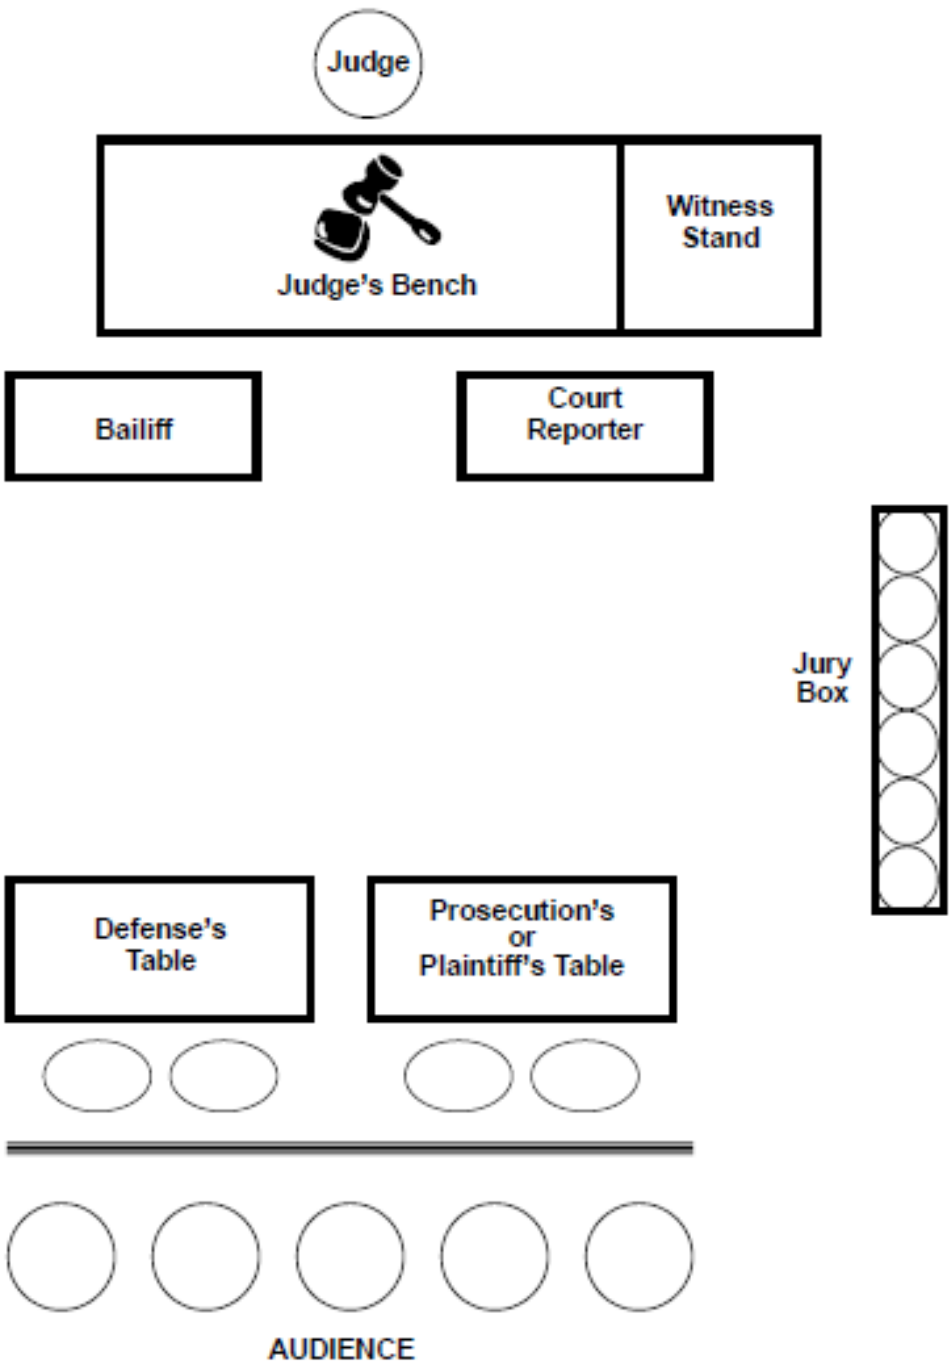 Judge
Witness
Stand
Judge's Bench
Bailiff
Court
Reporter
Jury
Box
Defense's
Table
Prosecution's
or
Plaintiff's Table
AUDIENCE